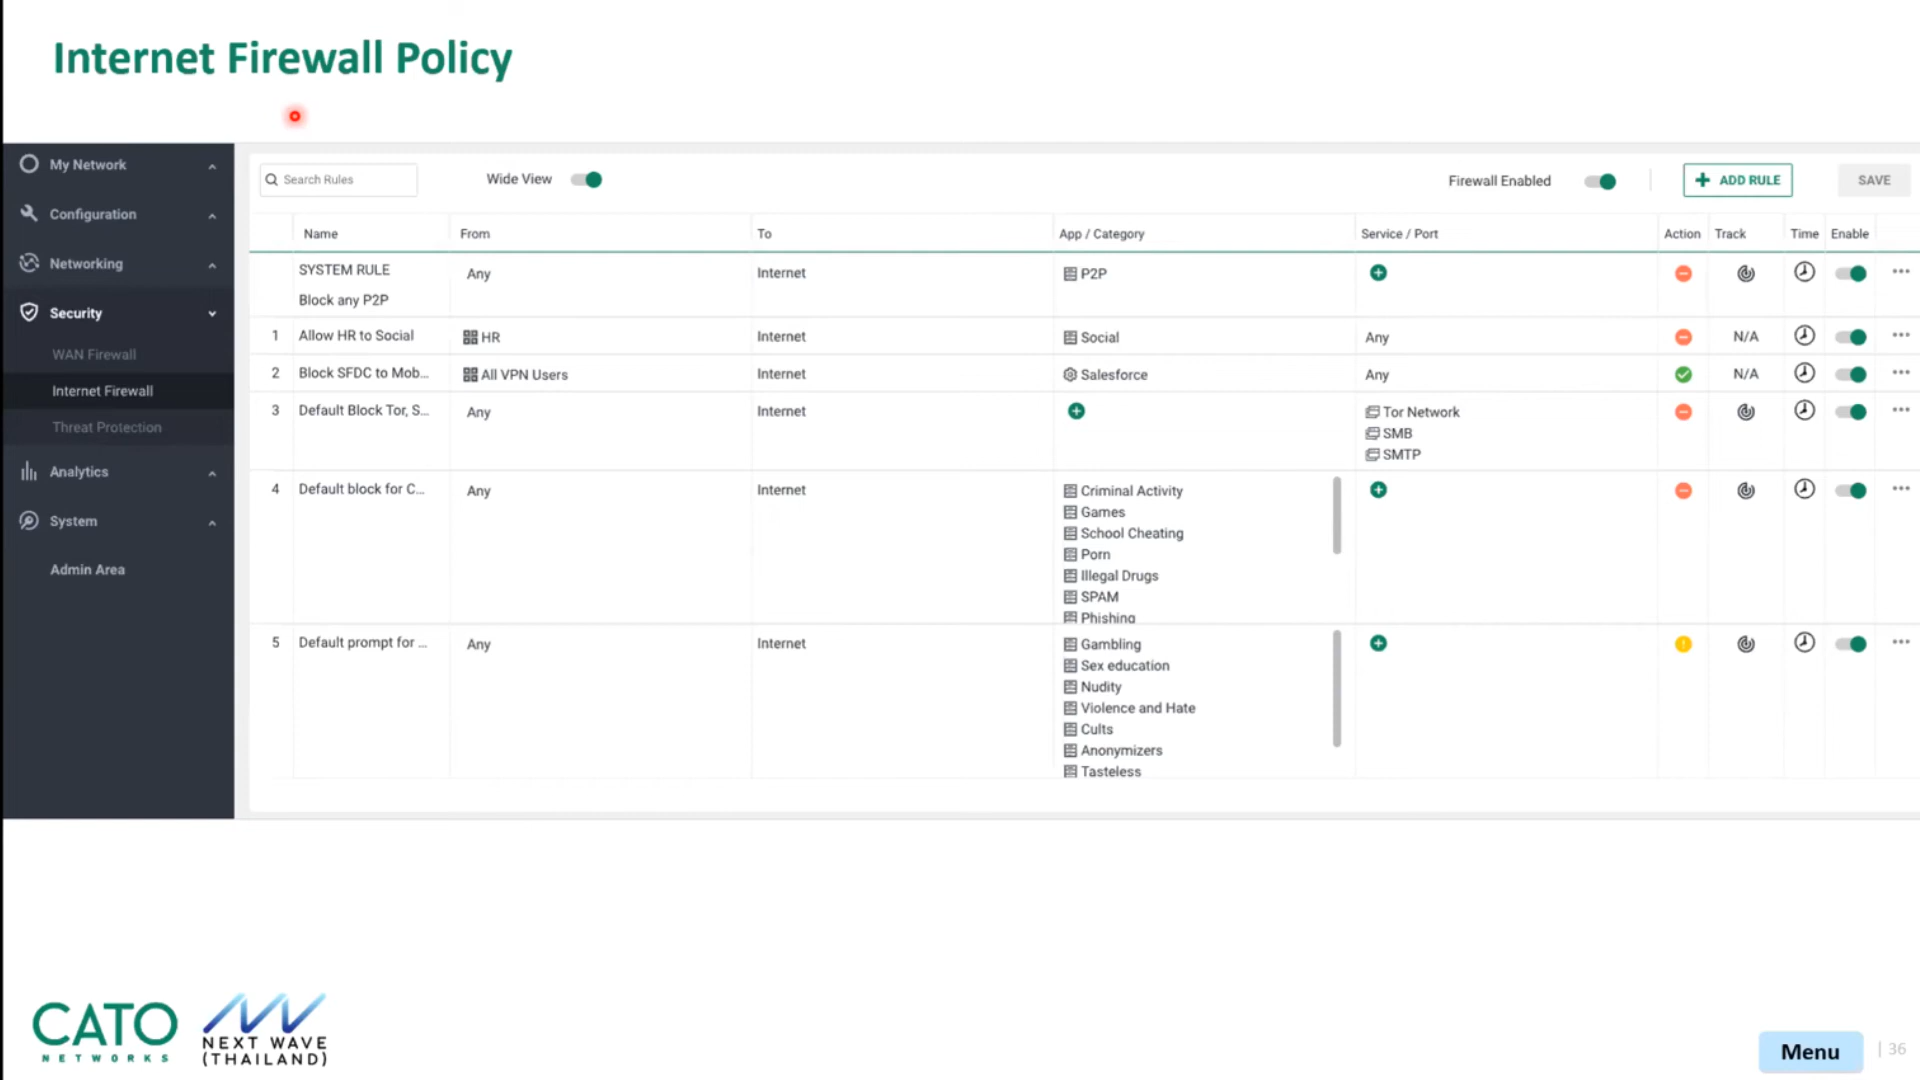 Internet Firewall Policy
My Network
Configuration
Networking
Security
WAN Firewall
Internet Firewall
Threat Protection
Analytics
System
Admin Area
Search Rules
Wide View
Firewall Enabled
ADD RULE
SAVE
Name From To App / Category Service / Port Action Track Time Enable
SYSTEM RULE
Block any P2P
Any Internet P2P
1 Allow HR to Social HR Internet Social Any N/A
2 Block SFDC to Mob... All VPN Users Internet Salesforce Any N/A
3 Default Block Tor, S... Any Internet Tor Network
SMB
SMTP
4 Default block for C... Any Internet Criminal Activity
Games
School Cheating
Porn
Illegal Drugs
SPAM
Phishing
5 Default prompt for ... Any Internet Gambling
Sex education
Nudity
Violence and Hate
Cults
Anonymizers
Tasteless
CATO
NETWORKS
NEXT WAVE
(THAILAND)
Menu
| 36